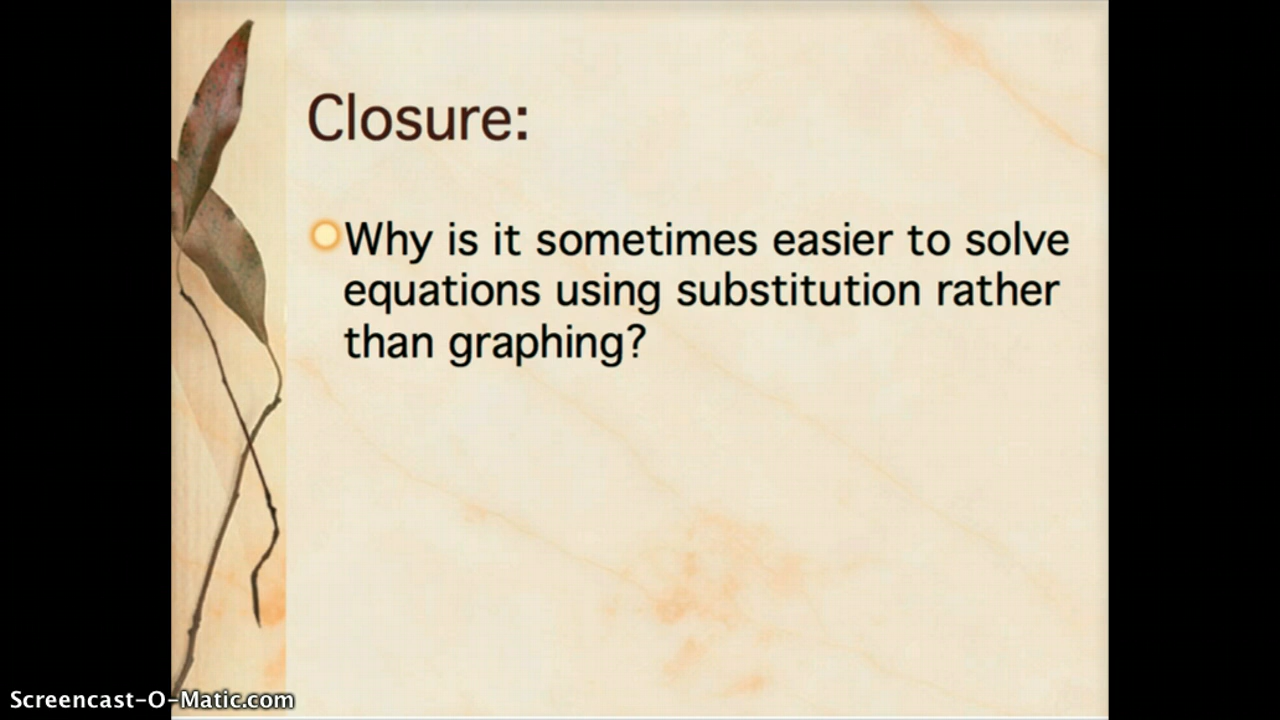 Closure:
Why is it sometimes easier to solve
equations using substitution rather
than graphing?
Screencast-O-Matic.com